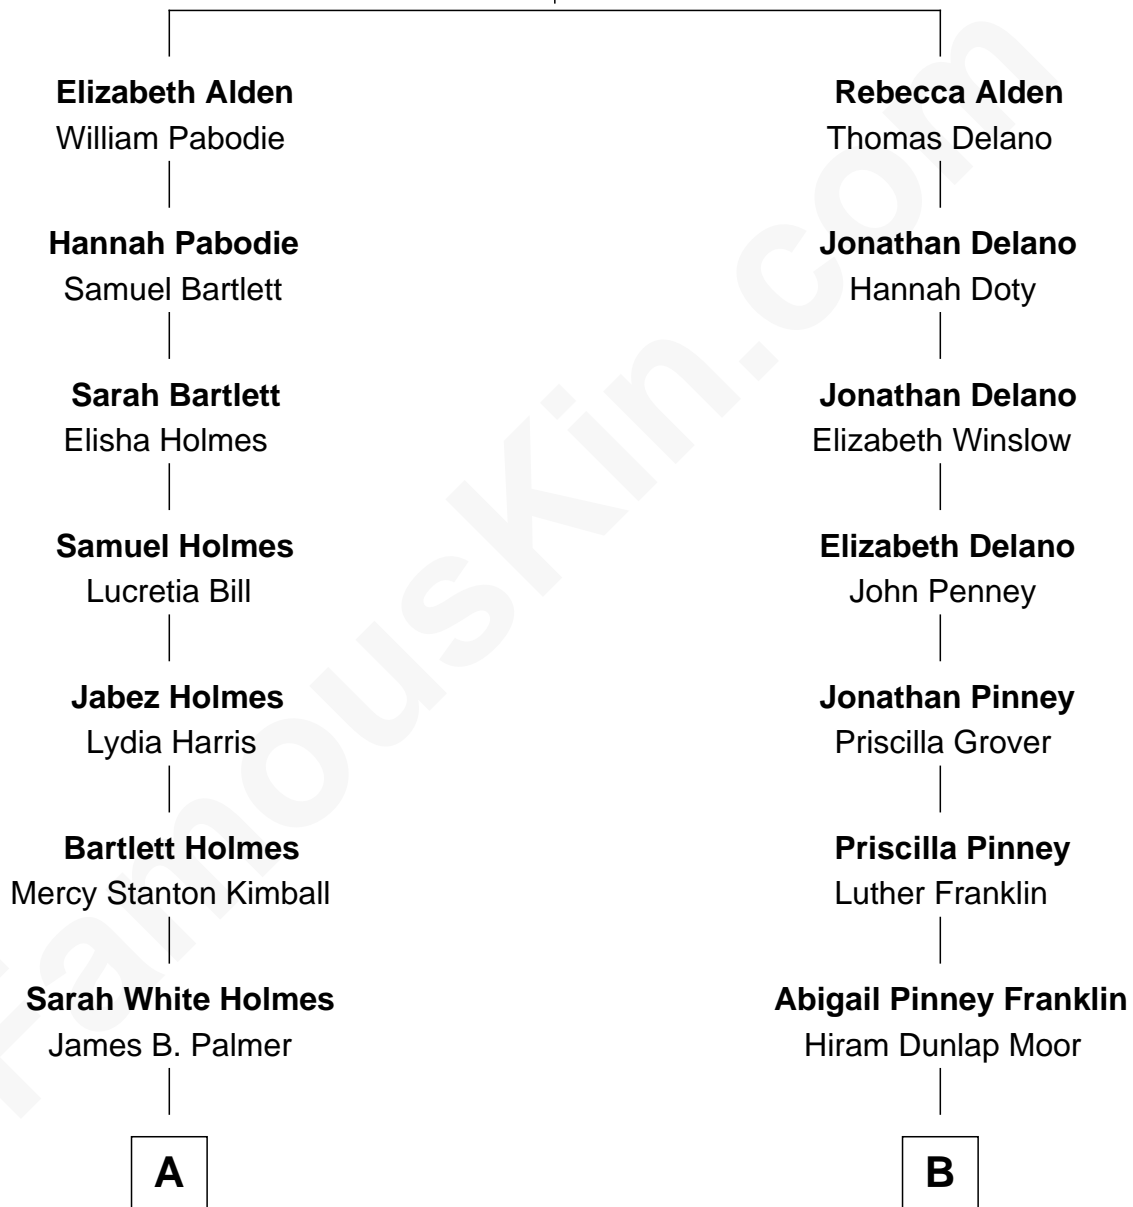 Elizabeth Alden
William Pabodie
Hannah Pabodie
Samuel Bartlett
Sarah Bartlett
Elisha Holmes
Samuel Holmes
Lucretia Bill
Jabez Holmes
Lydia Harris
Bartlett Holmes
Mercy Stanton Kimball
Sarah White Holmes
James B. Palmer
A
Rebecca Alden
Thomas Delano
Jonathan Delano
Hannah Doty
Jonathan Delano
Elizabeth Winslow
Elizabeth Delano
John Penney
Jonathan Pinney
Priscilla Grover
Priscilla Pinney
Luther Franklin
Abigail Pinney Franklin
Hiram Dunlap Moor
B
FamousKin.com